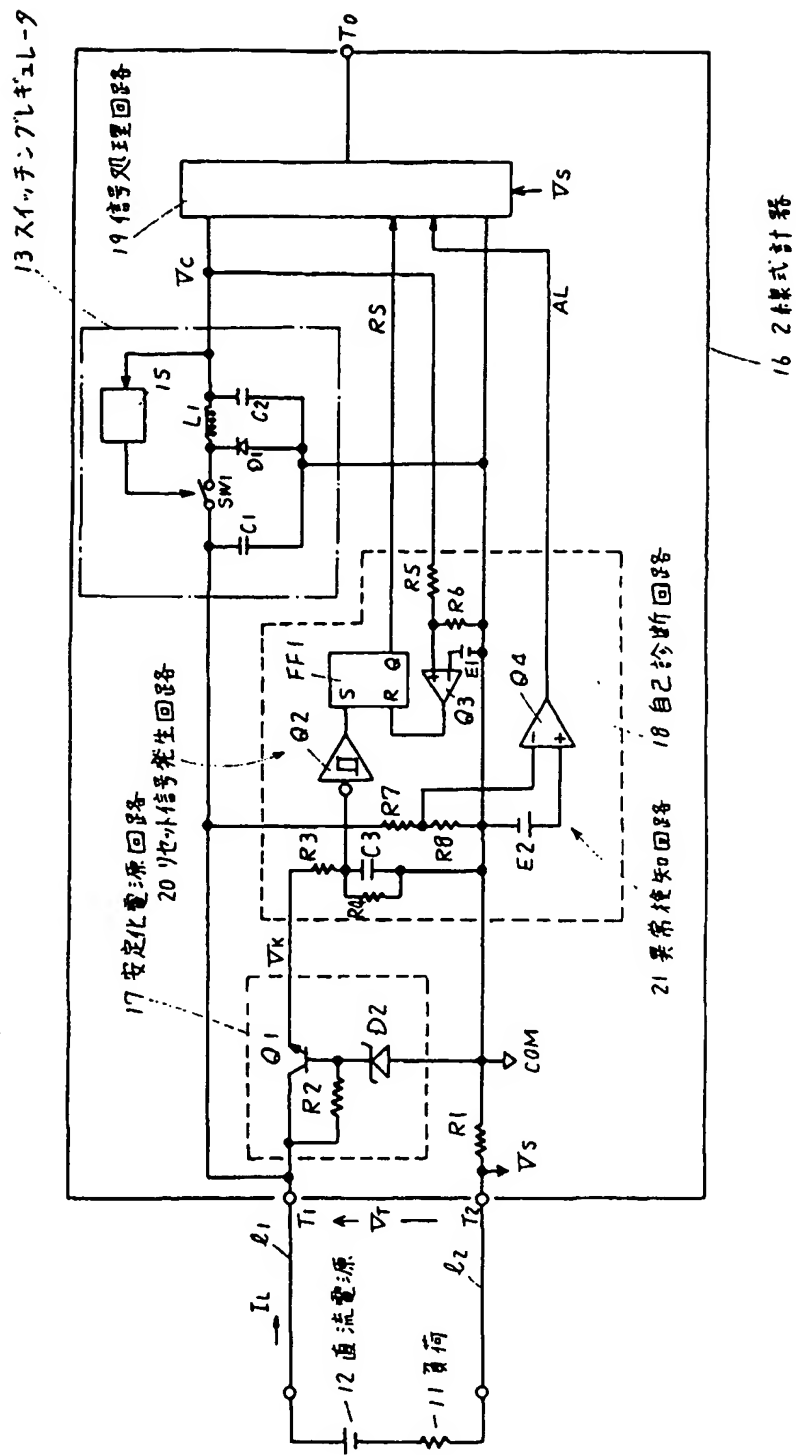 13 スイッチングレギュレータ
19 信号処理回路
T0
15
L1
VC
SW1
C1
D1
C2
RS
VS
AL
17 安定化電源回路
20 リセット信号発生回路
Q2
FF1
S
R
Q
R5
R6
E1
Q3
Q4
R3
R7
R4
C3
R8
E2
VK
Q1
R2
D2
COM
R1
VS
IL
l1
T1
VT
T2
l2
12 直流電源
11 負荷
21 異常検知回路
18 自己診断回路
16 2線式計器